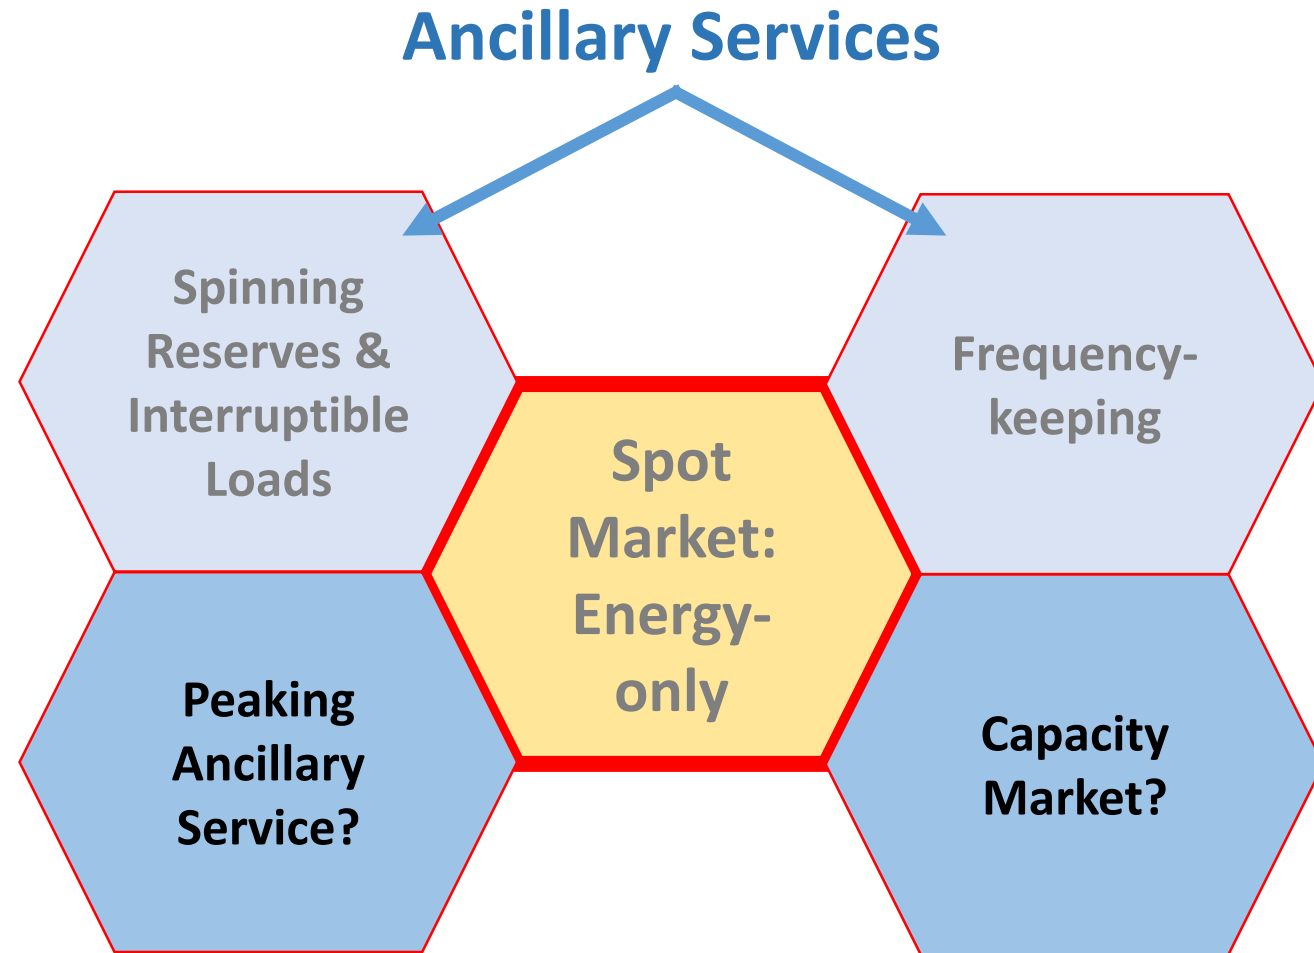 Ancillary Services
Spinning
Reserves &
Interruptible
Loads
Frequency-
keeping
Spot
Market:
Energy-
only
Peaking
Ancillary
Service?
Capacity
Market?